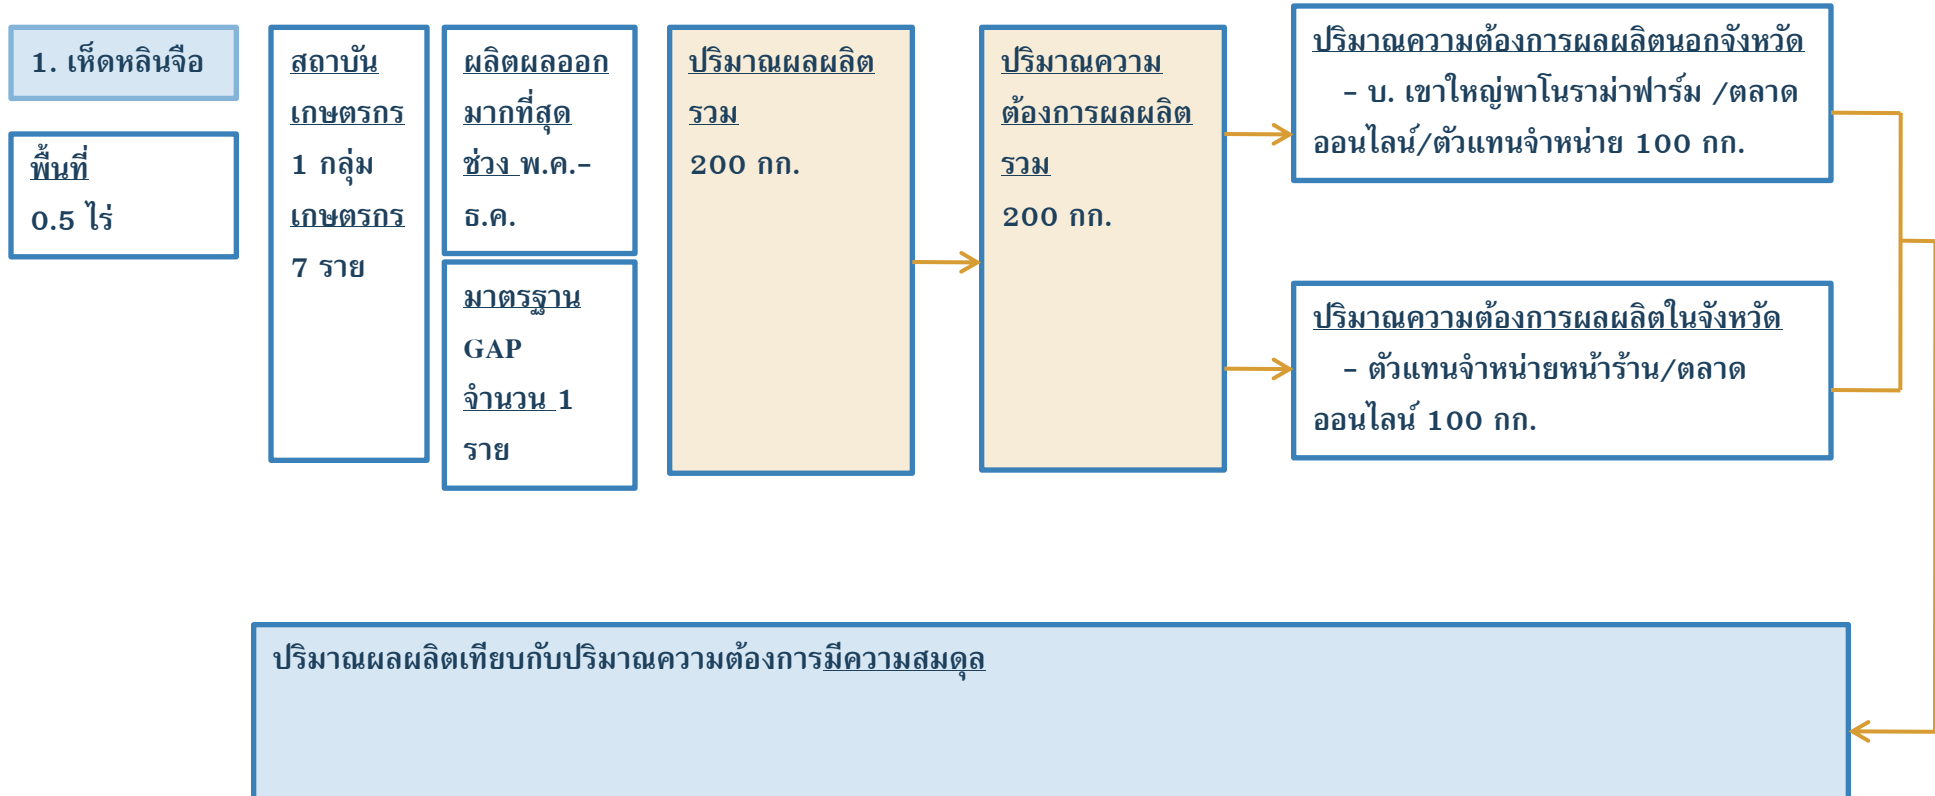 1. เห็ดหลินจือ
พื้นที่
0.5 ไร่
สถาบัน
เกษตรกร
1 กลุ่ม
เกษตรกร
7 ราย
ผลิตผลออก
มากที่สุด
ช่วง พ.ค.-
ธ.ค.
มาตรฐาน
GAP
จำนวน 1
ราย
ปริมาณผลผลิต
รวม
200 กก.
ปริมาณความ
ต้องการผลผลิต
รวม
200 กก.
ปริมาณความต้องการผลผลิตนอกจังหวัด
- บ. เขาใหญ่พาโนราม่าฟาร์ม /ตลาด
ออนไลน์/ตัวแทนจำหน่าย 100 กก.
ปริมาณความต้องการผลผลิตในจังหวัด
- ตัวแทนจำหน่ายหน้าร้าน/ตลาด
ออนไลน์ 100 กก.
ปริมาณผลผลิตเทียบกับปริมาณความต้องการมีความสมดุล